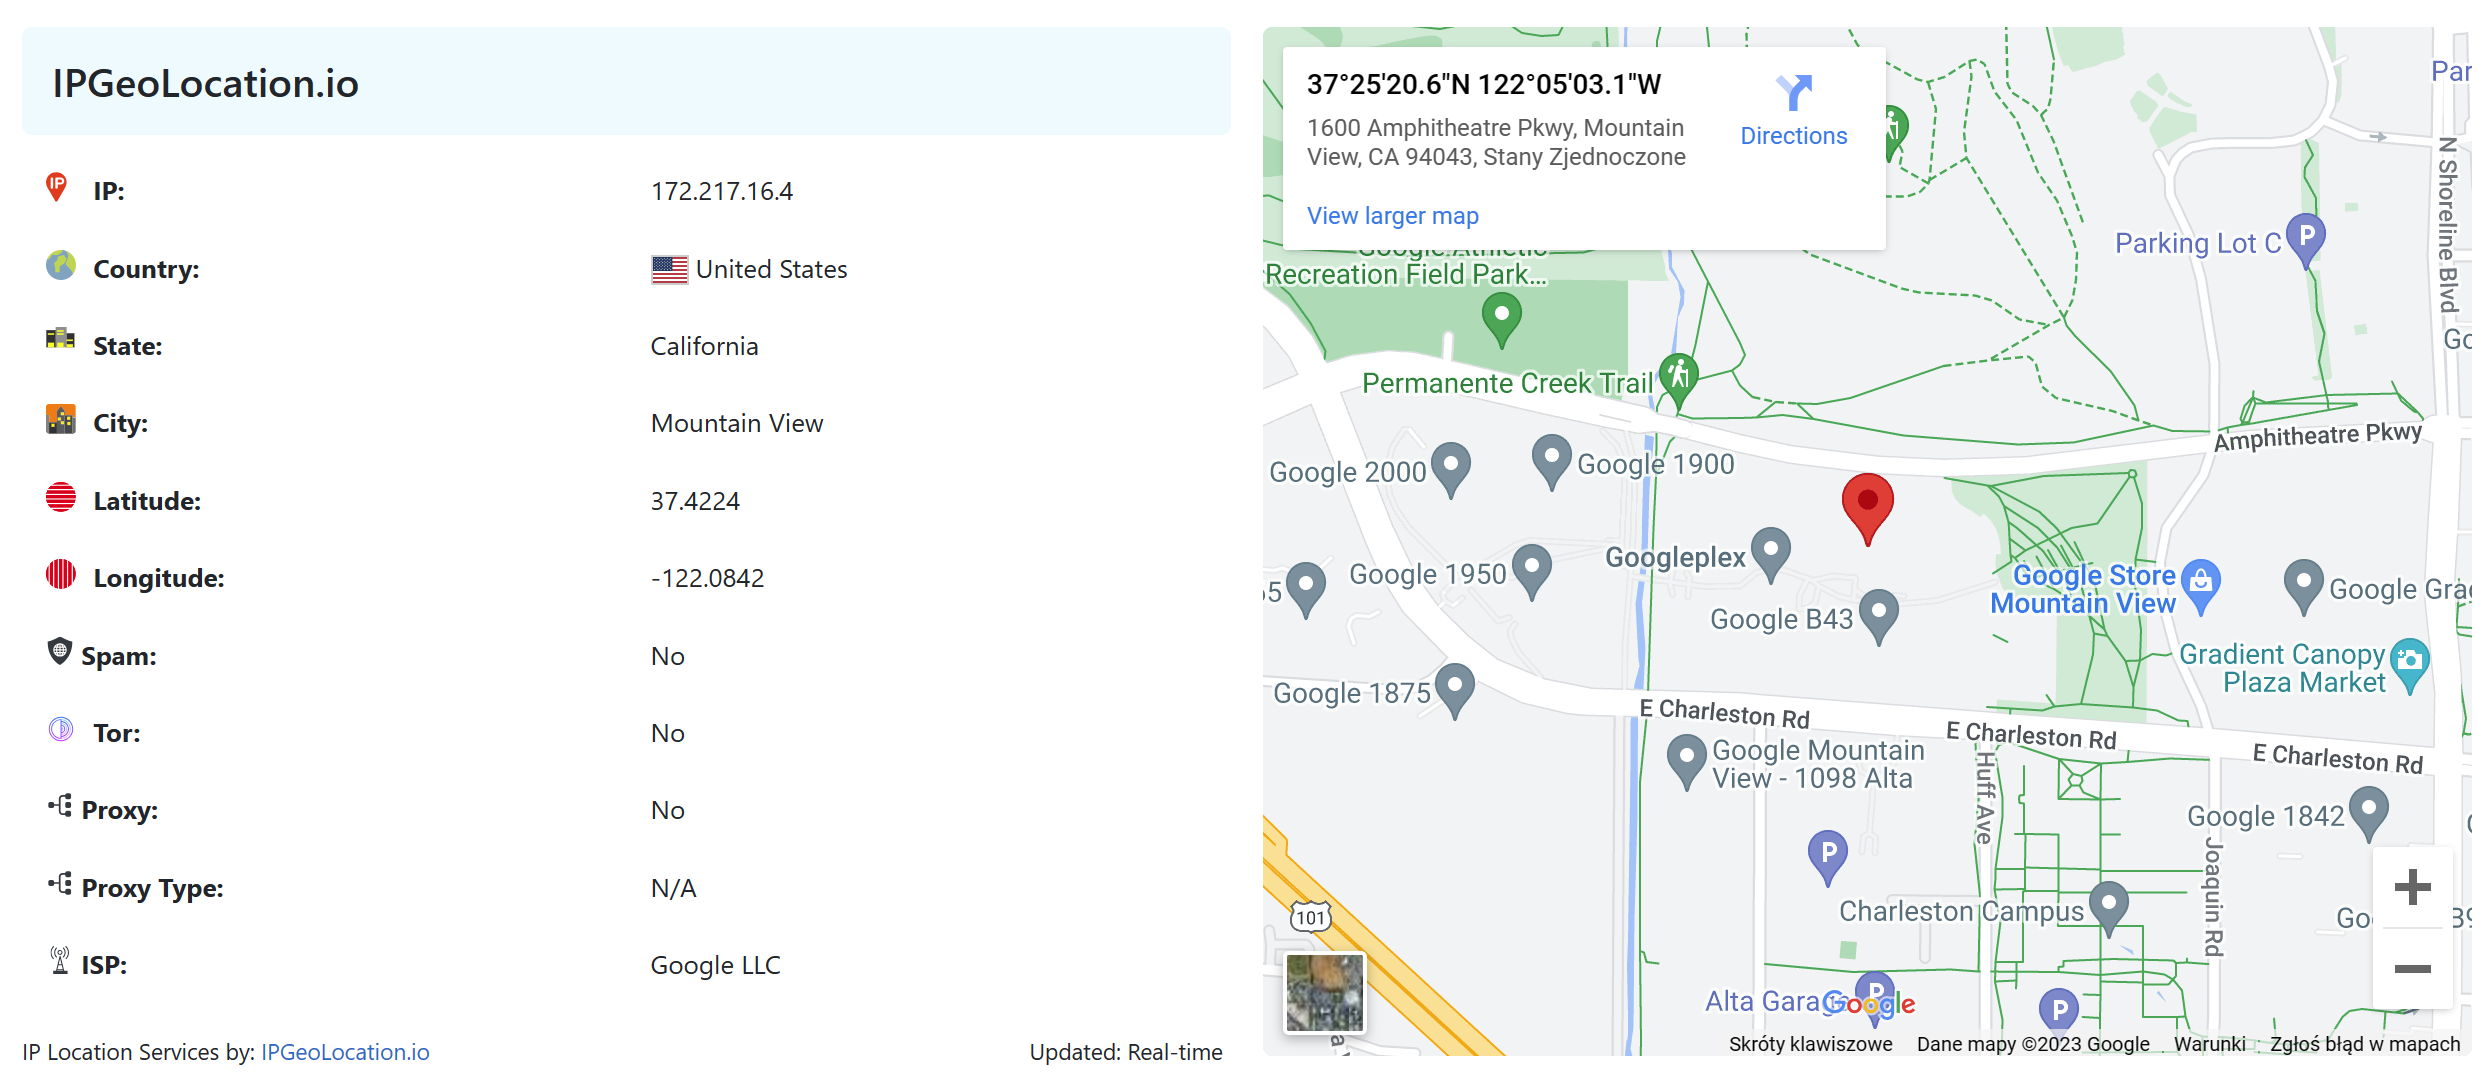 IPGeoLocation.io
IP: 172.217.16.4
Country: United States
State: California
City: Mountain View
Latitude: 37.4224
Longitude: -122.0842
Spam: No
Tor: No
Proxy: No
Proxy Type: N/A
ISP: Google LLC
IP Location Services by: IPGeoLocation.io
Updated: Real-time
37°25'20.6"N 122°05'03.1"W
1600 Amphitheatre Pkwy, Mountain
View, CA 94043, Stany Zjednoczone
Directions
View larger map
Google Athletic
Recreation Field Park...
Parking Lot C
N Shoreline Blvd
Permanente Creek Trail
Amphitheatre Pkwy
Google 2000
Google 1900
Googleplex
Google 1950
Google B43
Google Store
Mountain View
Gradient Canopy
Plaza Market
Google 1875
E Charleston Rd
E Charleston Rd
E Charleston Rd
Google Mountain
View - 1098 Alta
Huff Ave
Google 1842
Joaquin Rd
Charleston Campus
101
Alta Garage
Google
Skróty klawiszowe
Dane mapy ©2023 Google
Warunki
Zgłoś błąd w mapach